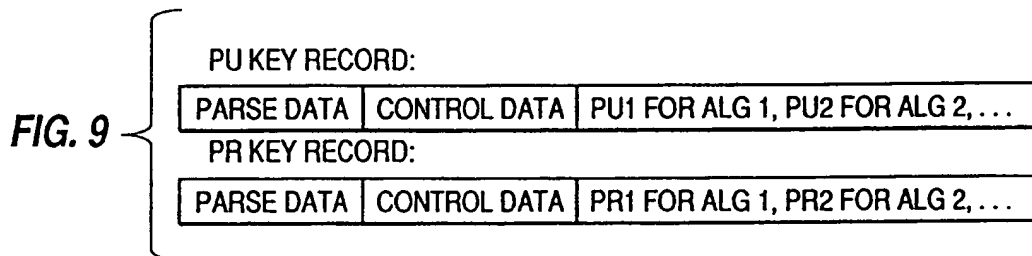 FIG. 9
PU KEY RECORD:
PARSE DATA CONTROL DATA PU1 FOR ALG 1, PU2 FOR ALG 2, ...
PR KEY RECORD:
PARSE DATA CONTROL DATA PR1 FOR ALG 1, PR2 FOR ALG 2, ...